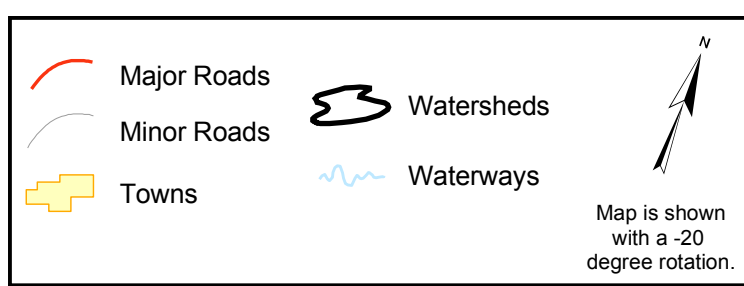 Major Roads
Minor Roads
Towns
Watersheds
Waterways
N
Map is shown
with a -20
degree rotation.